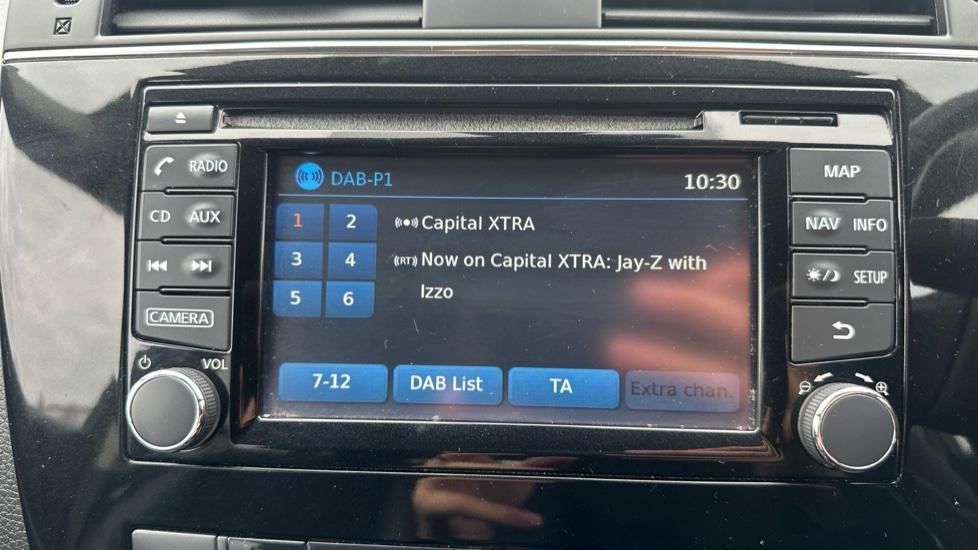 DAB-P1 10:30
1 2 Capital XTRA
3 4 (RT) Now on Capital XTRA: Jay-Z with
5 6 Izzo
7-12 DAB List TA Extra chan.
RADIO
CD AUX
CAMERA
VOL
MAP
NAV INFO
SETUP